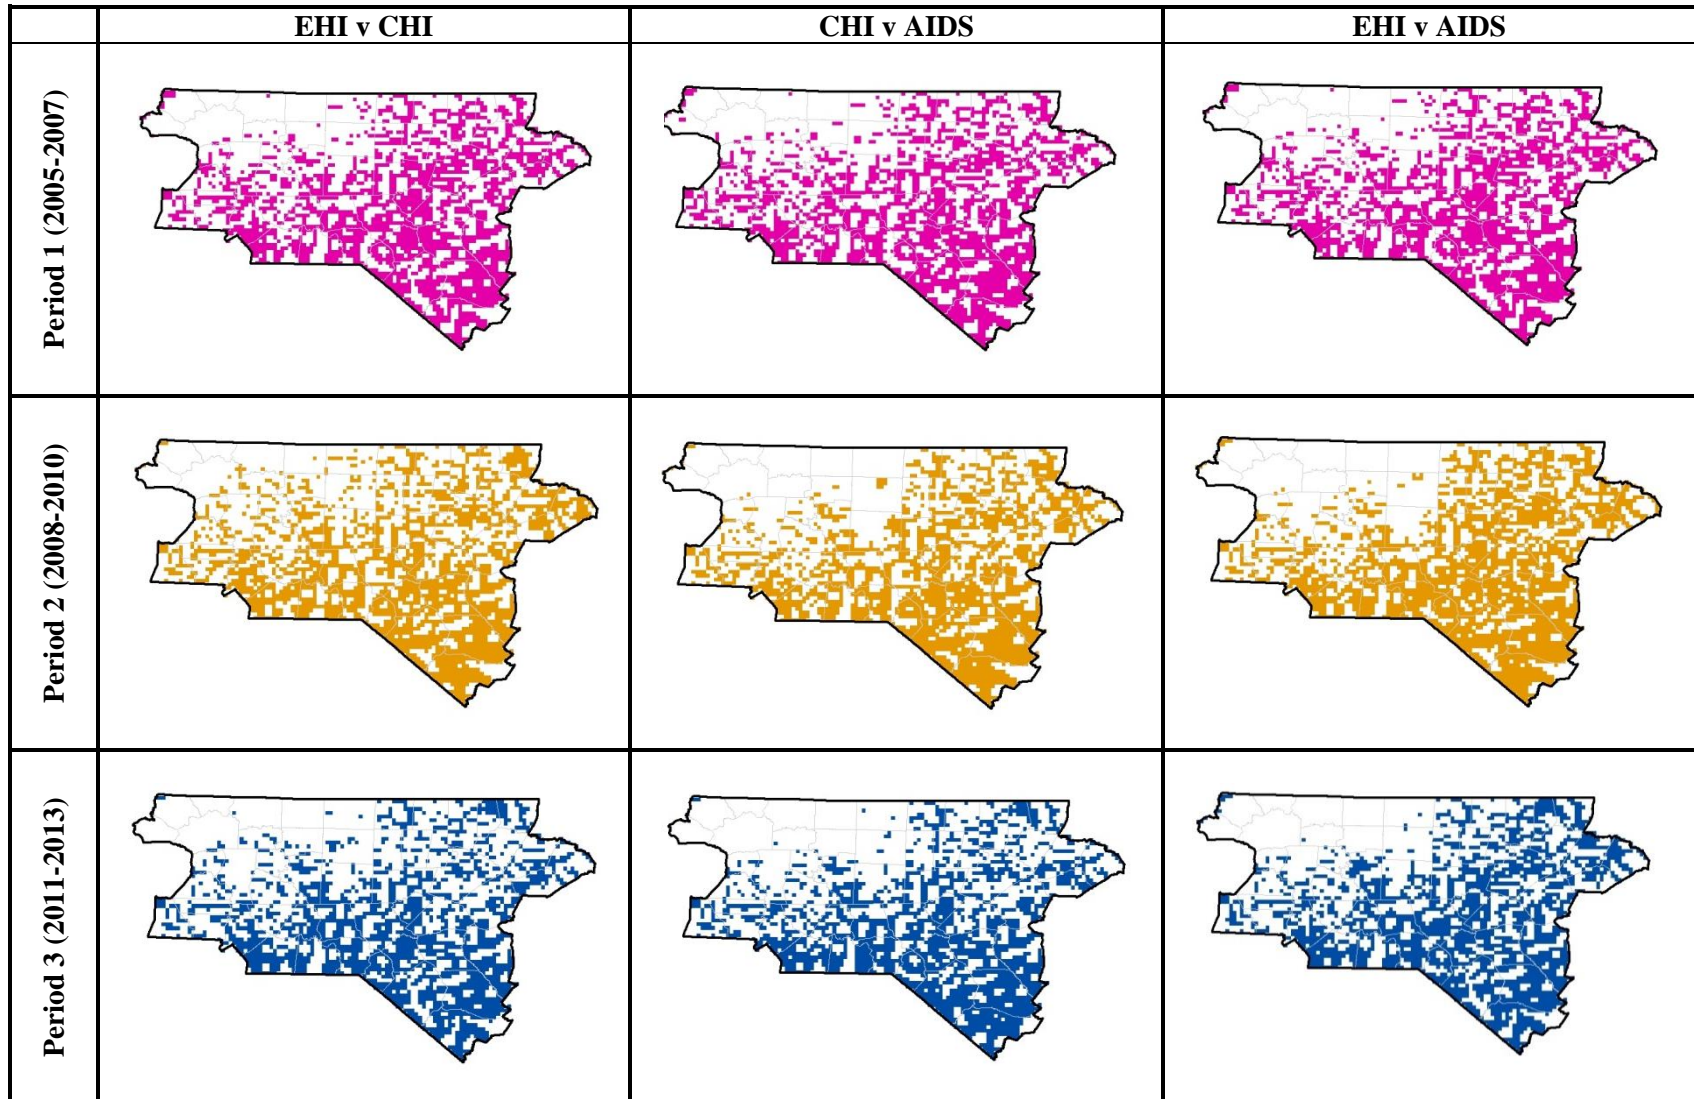 EHI v CHI
CHI v AIDS
EHI v AIDS
Period 1 (2005-2007)
Period 2 (2008-2010)
Period 3 (2011-2013)